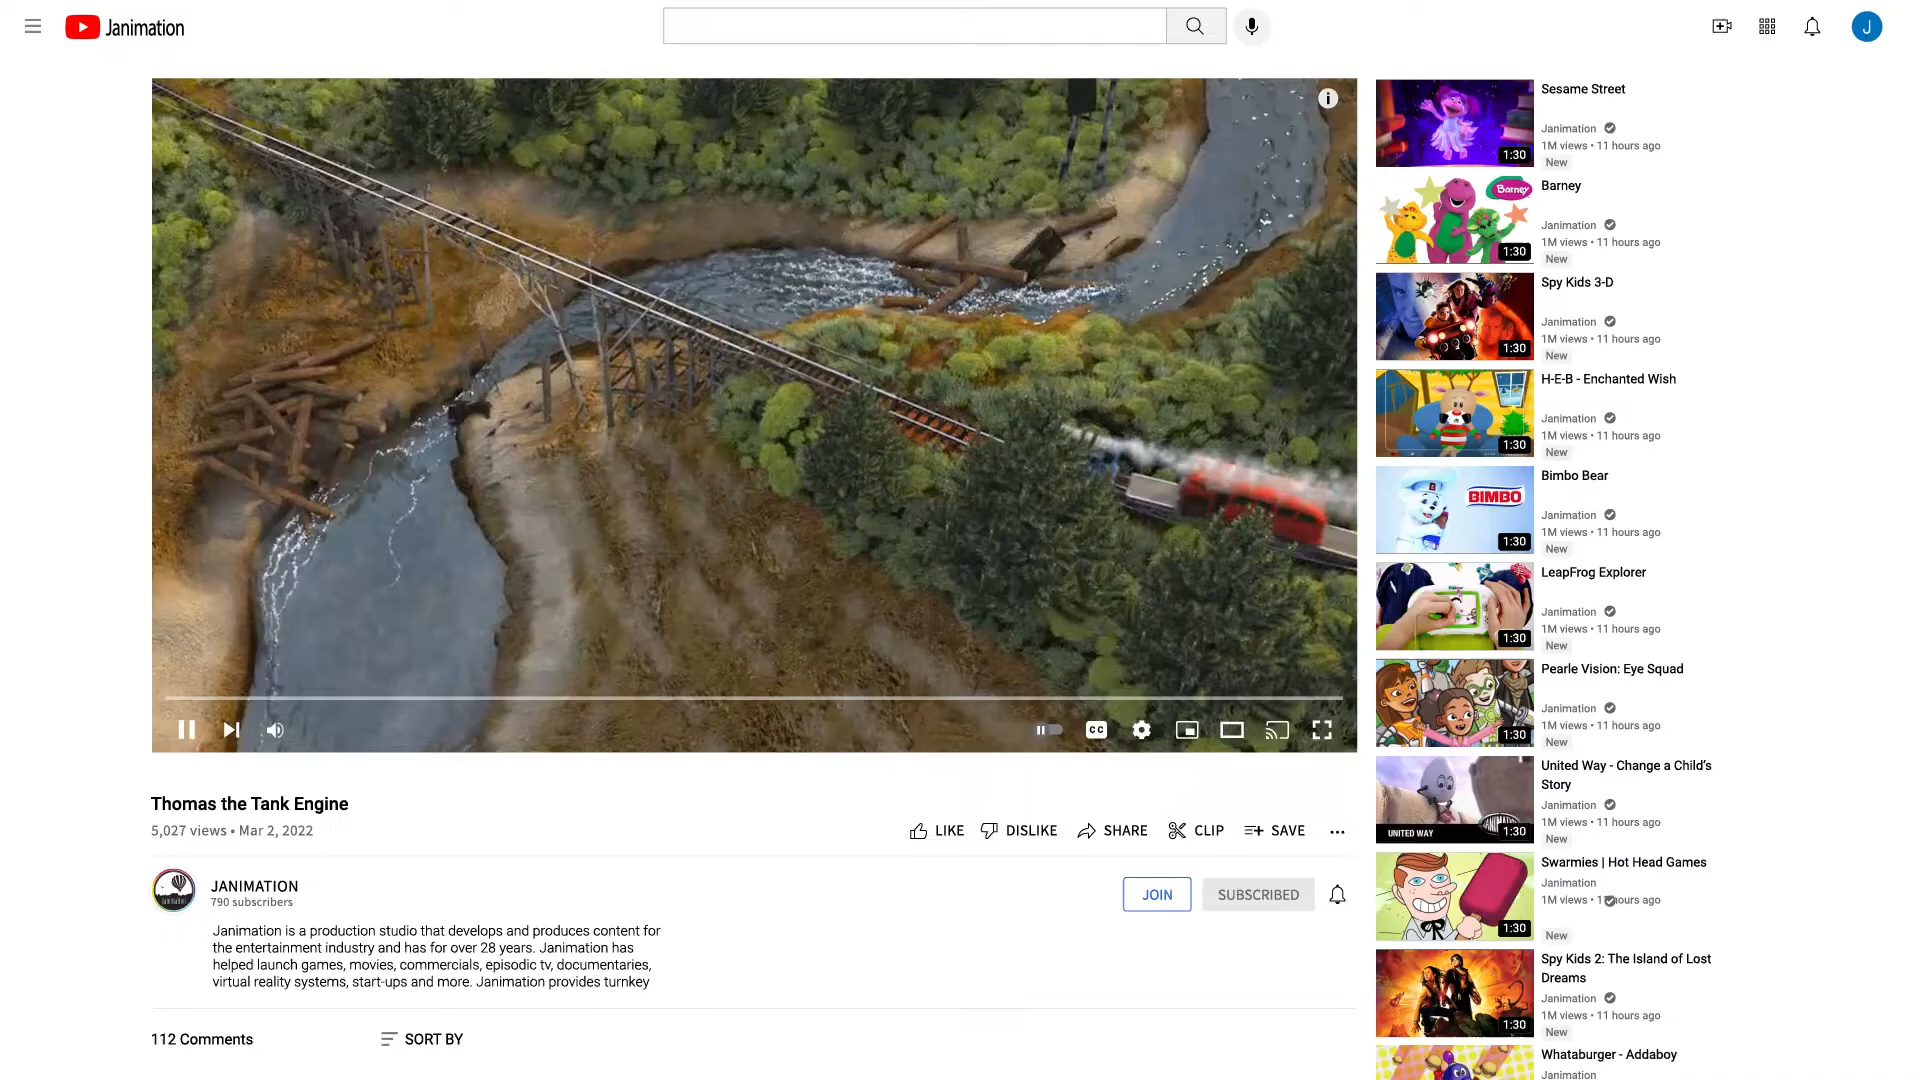 Janimation
J
i
Sesame Street
Janimation
1M views • 11 hours ago
New
1:30
Barney
Barney
Janimation
1M views • 11 hours ago
New
1:30
Spy Kids 3-D
Janimation
1M views • 11 hours ago
New
1:30
H-E-B - Enchanted Wish
Janimation
1M views • 11 hours ago
New
1:30
Bimbo Bear
BIMBO
Janimation
1M views • 11 hours ago
New
1:30
LeapFrog Explorer
Janimation
1M views • 11 hours ago
New
1:30
Pearle Vision: Eye Squad
Janimation
1M views • 11 hours ago
New
1:30
United Way - Change a Child's
Story
Janimation
1M views • 11 hours ago
New
UNITED WAY
1:30
Swarmies | Hot Head Games
Janimation
1M views • 11 hours ago
New
1:30
Spy Kids 2: The Island of Lost
Dreams
Janimation
1M views • 11 hours ago
New
1:30
Whataburger - Addaboy
Janimation
CC
Thomas the Tank Engine
5,027 views • Mar 2, 2022
LIKE DISLIKE SHARE CLIP SAVE
JANIMATION
790 subscribers
JOIN SUBSCRIBED
Janimation is a production studio that develops and produces content for
the entertainment industry and has for over 28 years. Janimation has
helped launch games, movies, commercials, episodic tv, documentaries,
virtual reality systems, start-ups and more. Janimation provides turnkey
112 Comments
SORT BY